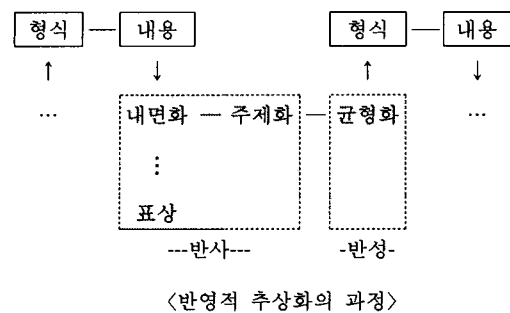 형식 — 내용 형식 — 내용
↑ ↓ ↑ ↓
… 내면화 — 주제화 — 균형화 …
⋮
표상
---반사--- -반성-
〈반영적 추상화의 과정〉